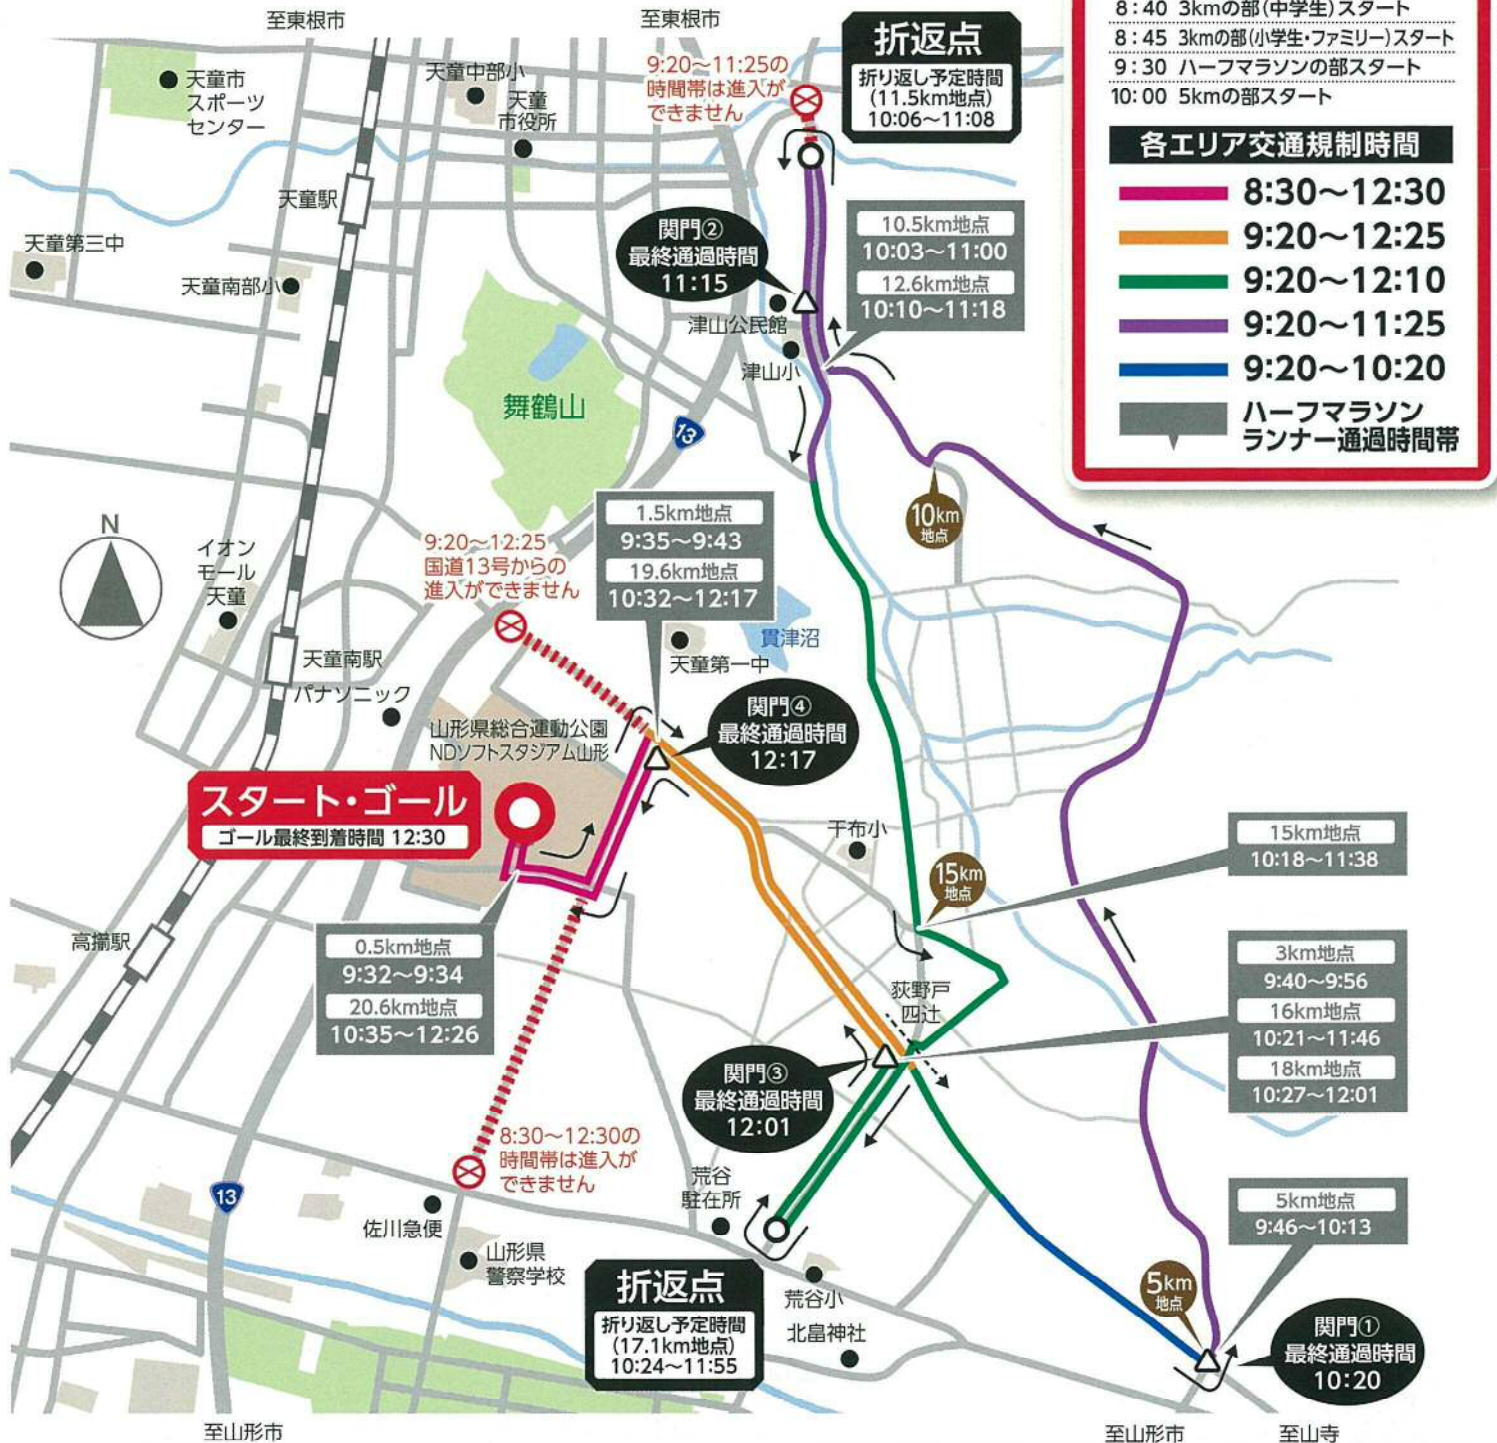 至東根市
至東根市
8:40 3kmの部(中学生)スタート
8:45 3kmの部(小学生・ファミリー)スタート
9:30 ハーフマラソンの部スタート
10:00 5kmの部スタート
各エリア交通規制時間
8:30〜12:30
9:20〜12:25
9:20〜12:10
9:20〜11:25
9:20〜10:20
ハーフマラソン
ランナー通過時間帯
折返点
折り返し予定時間
(11.5km地点)
10:06〜11:08
9:20〜11:25の
時間帯は進入が
できません
天童市
スポーツ
センター
天童中部小
天童
市役所
天童駅
天童第三中
天童南部小
関門②
最終通過時間
11:15
10.5km地点
10:03〜11:00
12.6km地点
10:10〜11:18
津山公民館
津山小
舞鶴山
13
10km
地点
N
イオン
モール
天童
9:20〜12:25
国道13号からの
進入ができません
1.5km地点
9:35〜9:43
19.6km地点
10:32〜12:17
貫津沼
天童第一中
天童南駅
パナソニック
山形県総合運動公園
NDソフトスタジアム山形
関門④
最終通過時間
12:17
スタート・ゴール
ゴール最終到着時間 12:30
干布小
15km
地点
15km地点
10:18〜11:38
高擶駅
0.5km地点
9:32〜9:34
20.6km地点
10:35〜12:26
荻野戸
四辻
3km地点
9:40〜9:56
16km地点
10:21〜11:46
18km地点
10:27〜12:01
関門③
最終通過時間
12:01
8:30〜12:30の
時間帯は進入が
できません
13
佐川急便
山形県
警察学校
荒谷
駐在所
折返点
折り返し予定時間
(17.1km地点)
10:24〜11:55
荒谷小
北畠神社
5km地点
9:46〜10:13
5km
地点
関門①
最終通過時間
10:20
至山形市
至山形市
至山寺